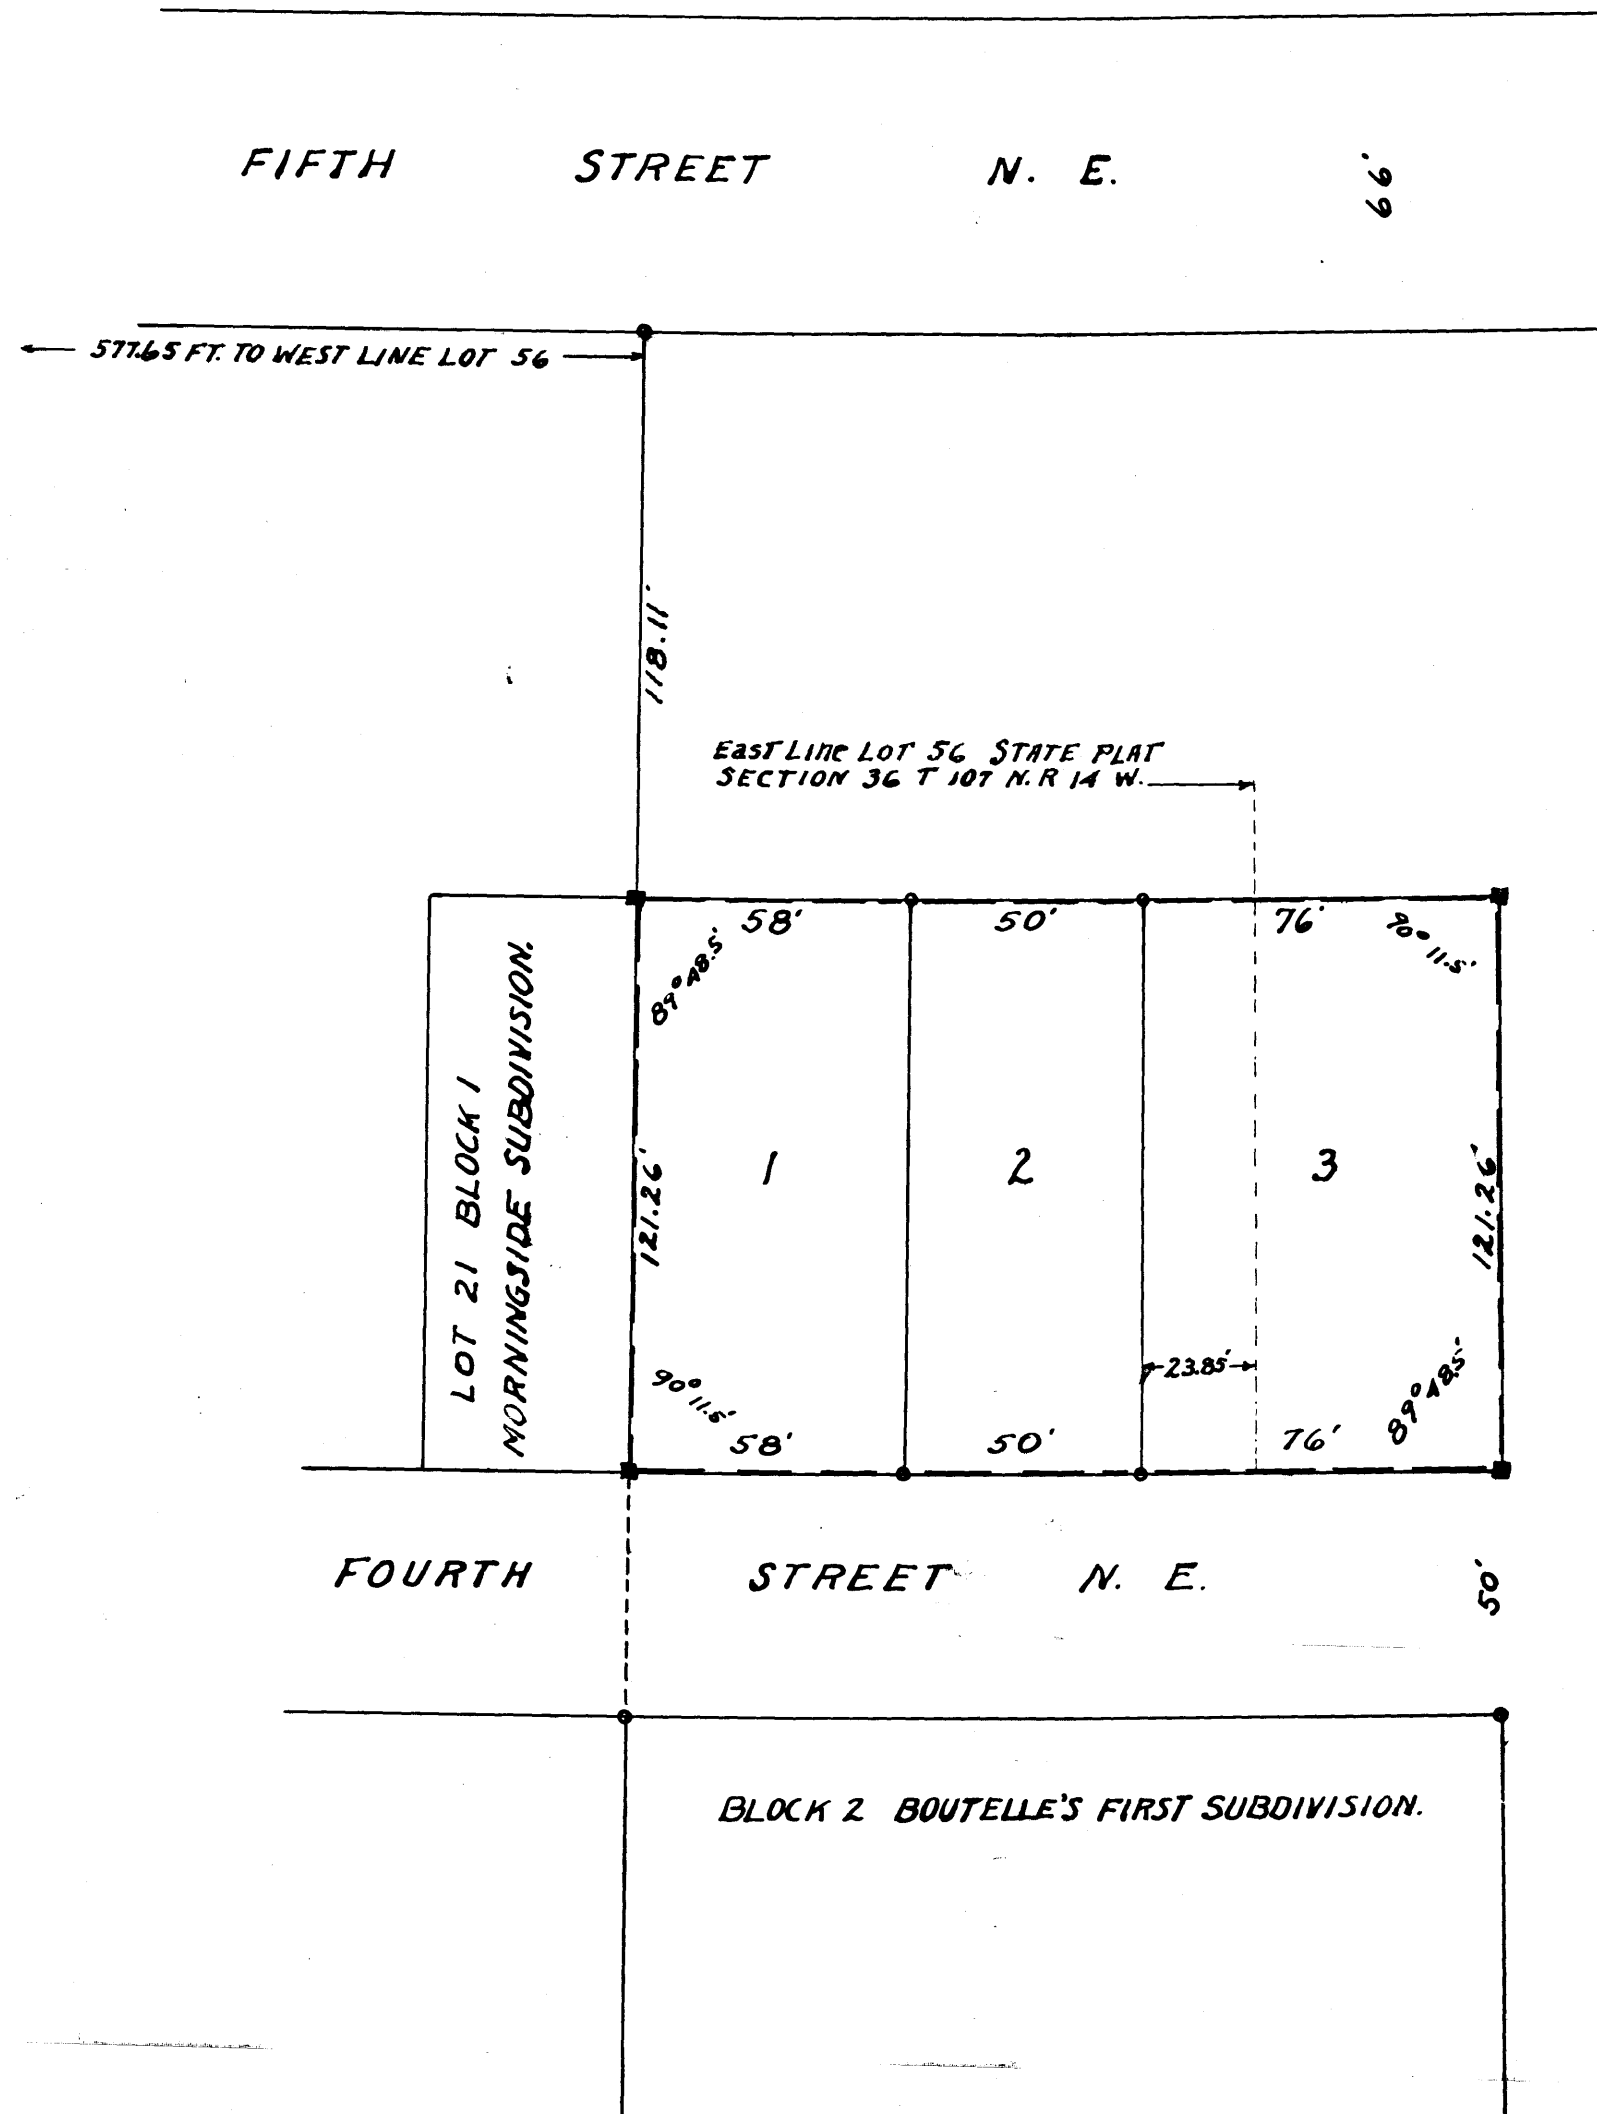 FIFTH STREET N. E. 66'
577.65 FT. TO WEST LINE LOT 56
118.11'
East Line LOT 56 STATE PLAT
SECTION 36 T 107 N. R 14 W.
58' 50' 76'
89° 48.5' 90° 11.5'
LOT 21 BLOCK 1
MORNINGSIDE SUBDIVISION.
121.26' 1 2 3 121.26'
23.85'
90° 11.5' 89° 48.5'
58' 50' 76'
FOURTH STREET N. E. 50'
BLOCK 2 BOUTELLE'S FIRST SUBDIVISION.